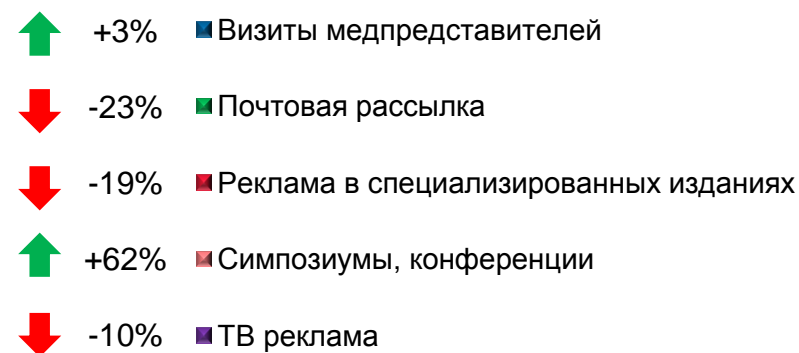 +3% Визиты медпредставителей
-23% Почтовая рассылка
-19% Реклама в специализированных изданиях
+62% Симпозиумы, конференции
-10% ТВ реклама